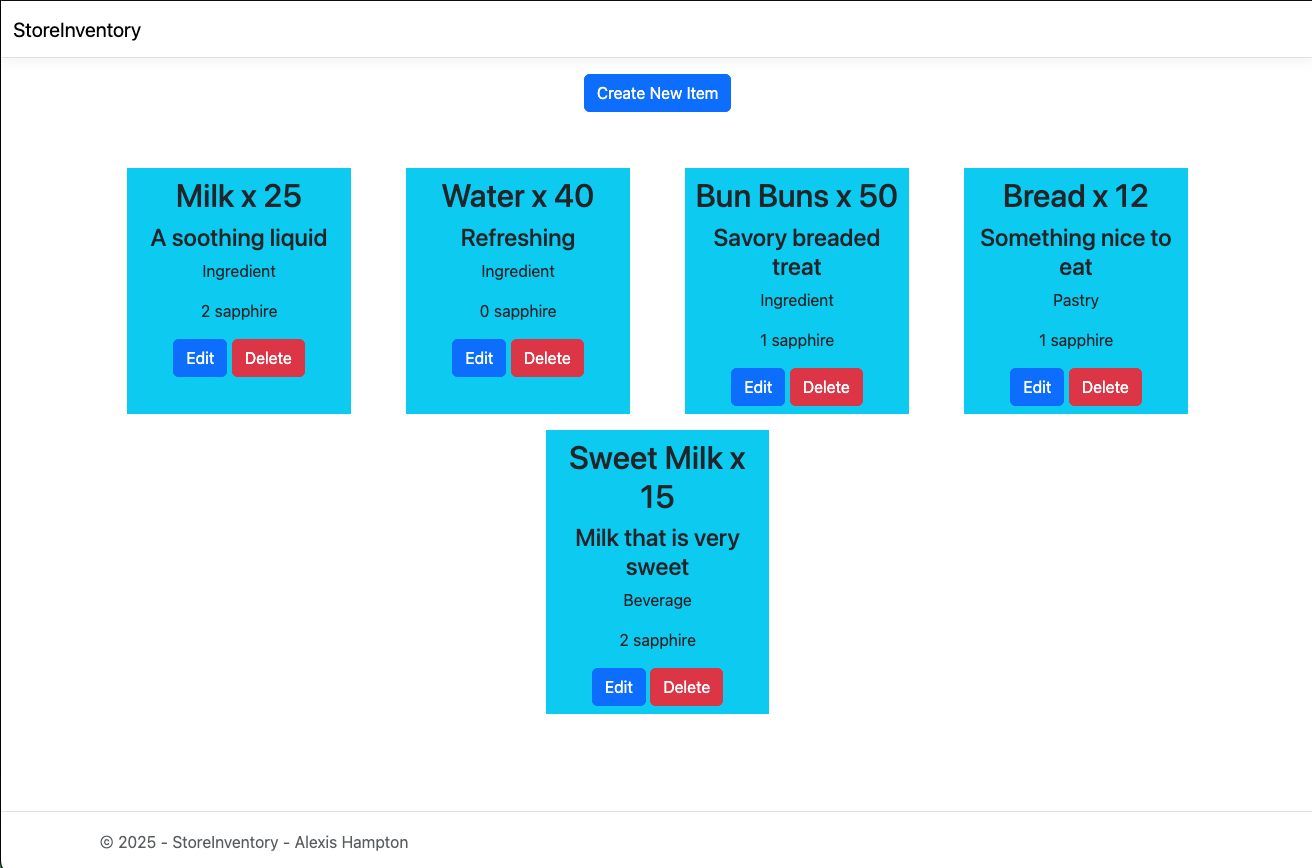 StoreInventory
Create New Item
Milk x 25
A soothing liquid
Ingredient
2 sapphire
Edit Delete
Water x 40
Refreshing
Ingredient
0 sapphire
Edit Delete
Bun Buns x 50
Savory breaded
treat
Ingredient
1 sapphire
Edit Delete
Bread x 12
Something nice to
eat
Pastry
1 sapphire
Edit Delete
Sweet Milk x
15
Milk that is very
sweet
Beverage
2 sapphire
Edit Delete
© 2025 - StoreInventory - Alexis Hampton